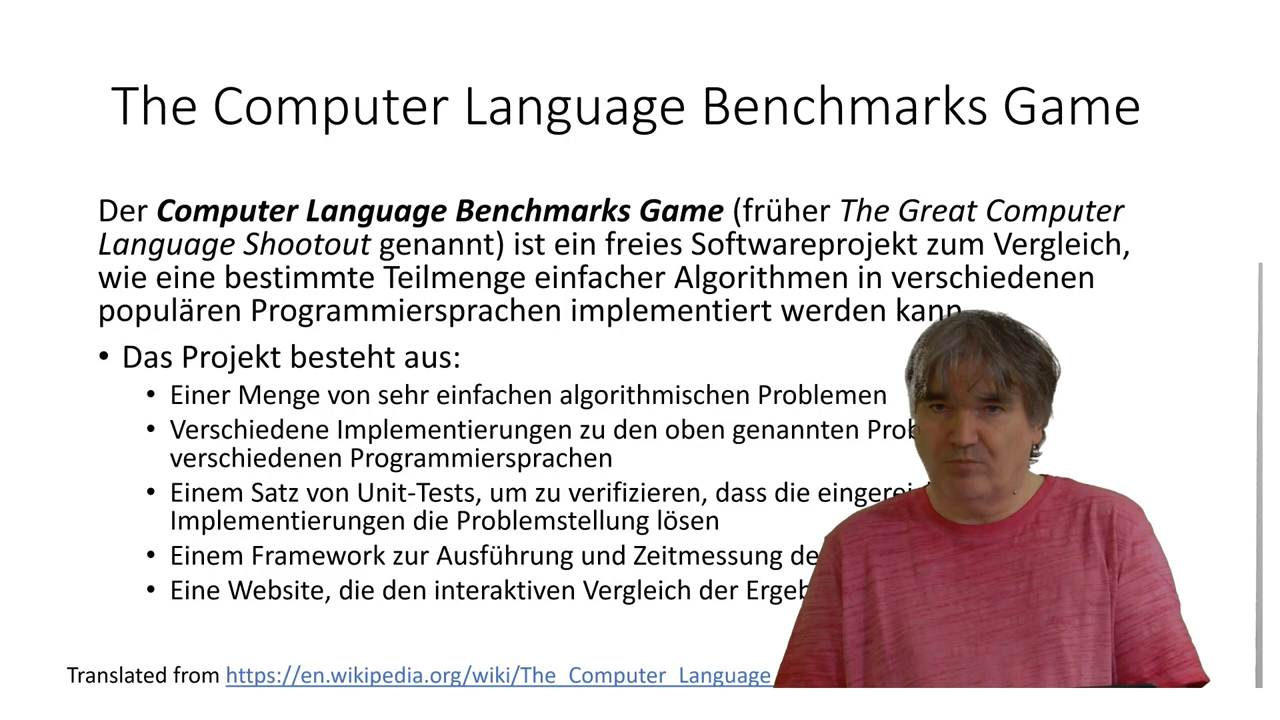 The Computer Language Benchmarks Game
Der Computer Language Benchmarks Game (früher The Great Computer
Language Shootout genannt) ist ein freies Softwareprojekt zum Vergleich,
wie eine bestimmte Teilmenge einfacher Algorithmen in verschiedenen
populären Programmiersprachen implementiert werden kann
• Das Projekt besteht aus:
• Einer Menge von sehr einfachen algorithmischen Problemen
• Verschiedene Implementierungen zu den oben genannten
verschiedenen Programmiersprachen
• Einem Satz von Unit-Tests, um zu verifizieren, dass die
Implementierungen die Problemstellung lösen
• Einem Framework zur Ausführung und Zeitmessung
• Eine Website, die den interaktiven Vergleich der
Translated from https://en.wikipedia.org/wiki/The_Computer_Language